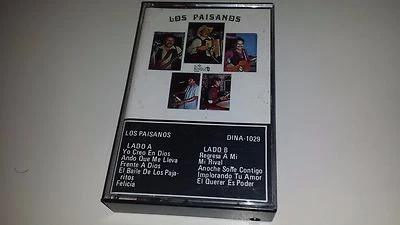 LOS PAISANOS
LOS PAISANOS
DINA-1029
LADO A
Yo Creo En Dios
Ando Que Me Lleva
Frente A Dios
El Baile De Los Paja-
ritos
Felicia
LADO B
Regresa A Mi
Mi Rival
Anoche Soñe Contigo
Implorando Tu Amor
El Querer Es Poder